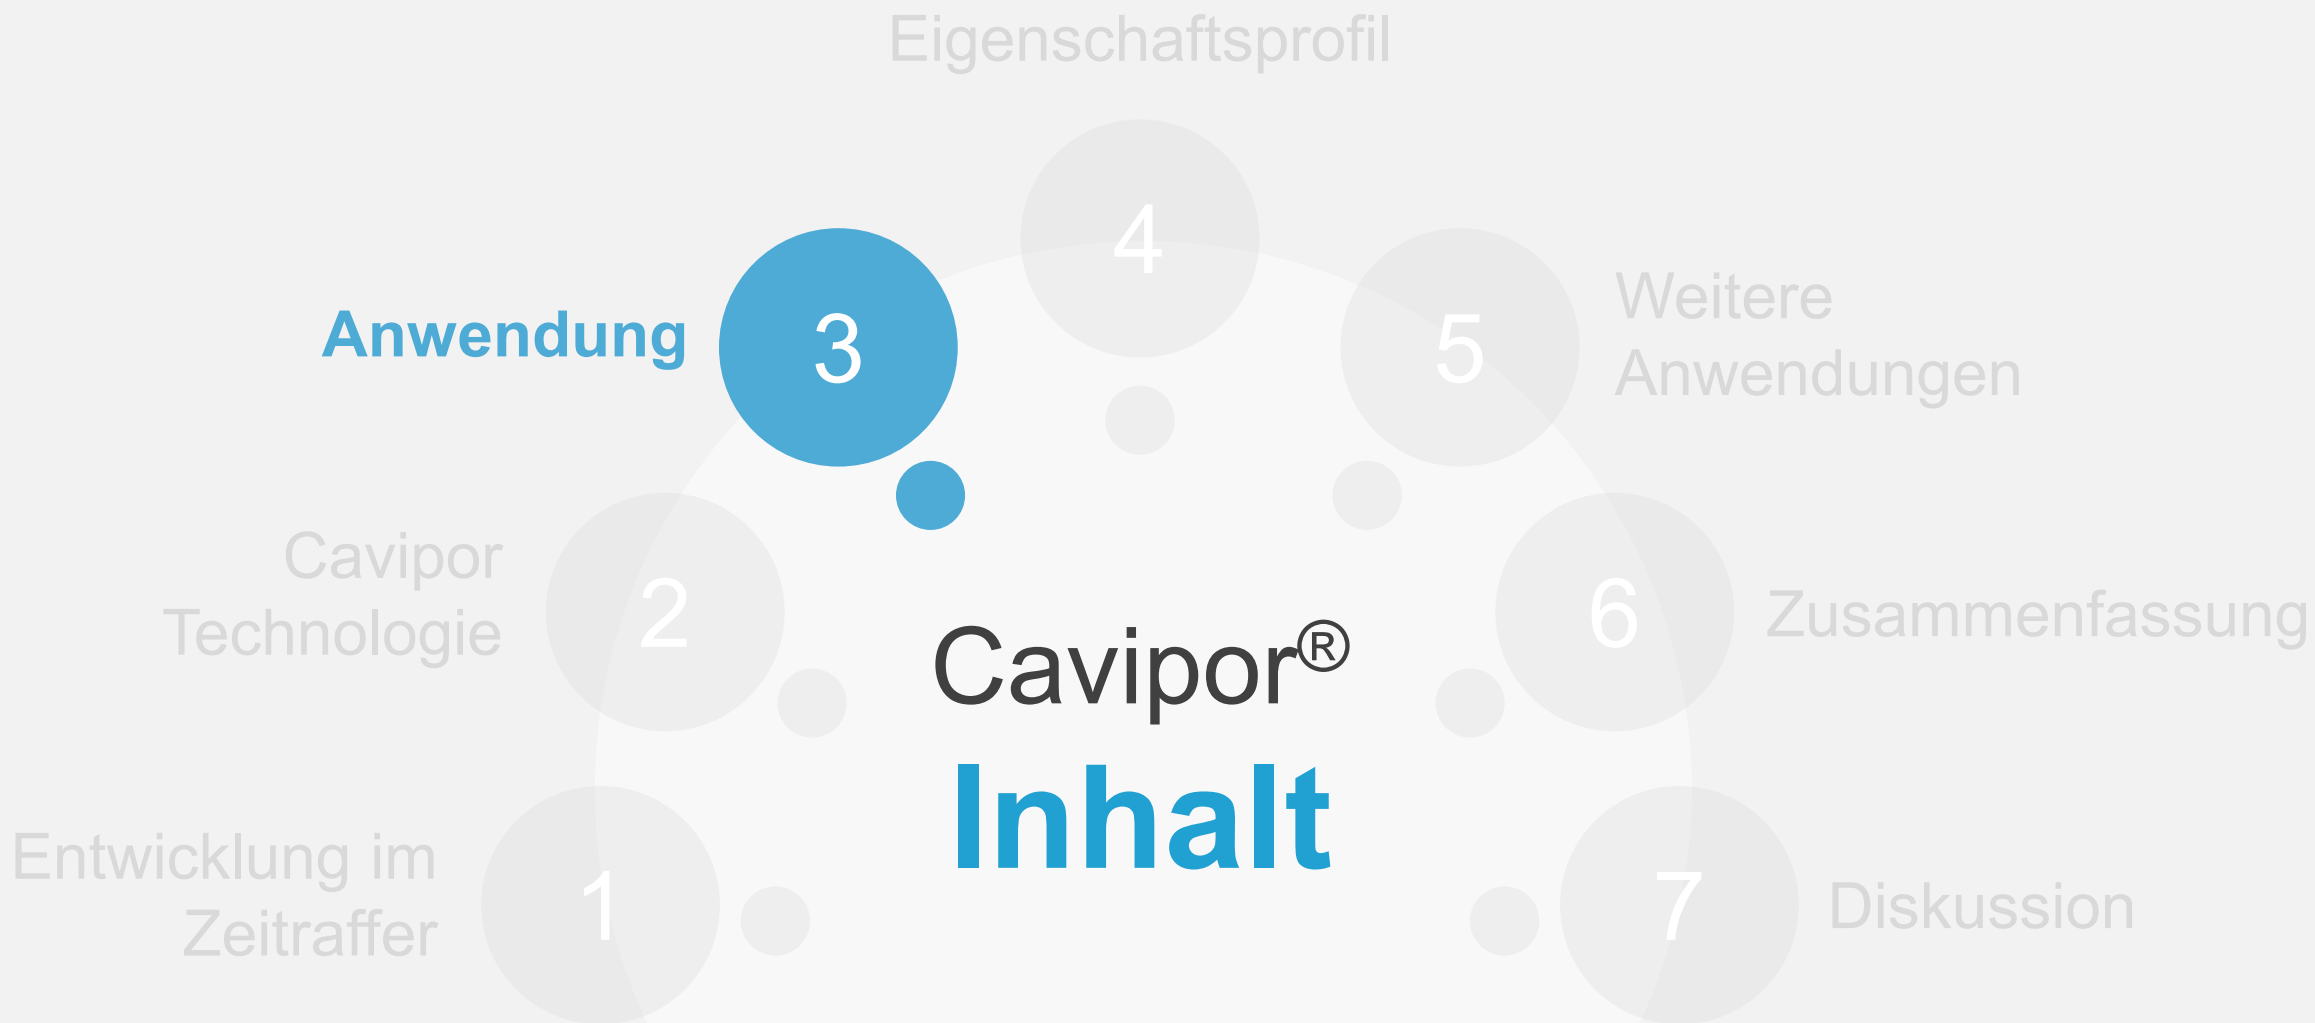 Cavipor®
Inhalt
1
Entwicklung im
Zeitraffer
2
Cavipor
Technologie
3
Anwendung
4
Eigenschaftsprofil
5
Weitere
Anwendungen
6
Zusammenfassung
7
Diskussion